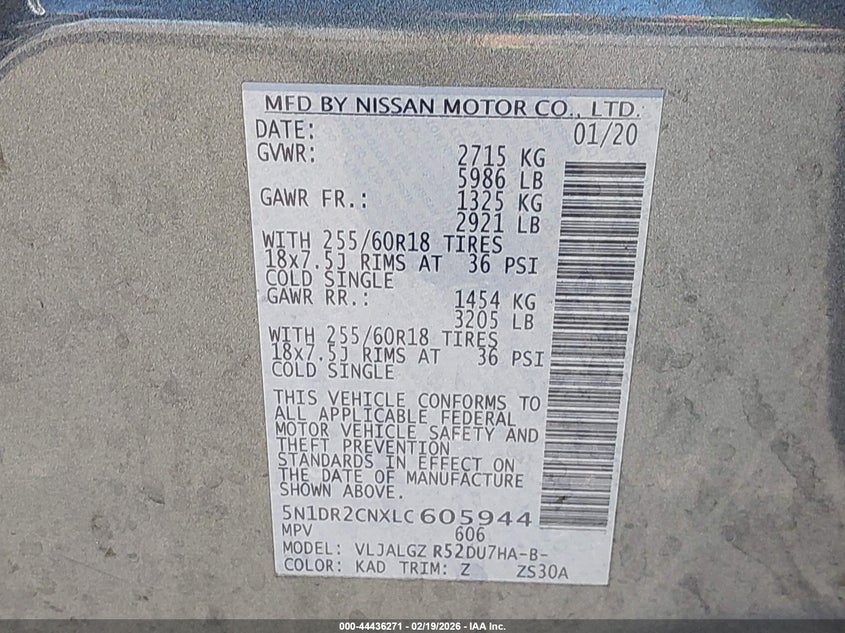 MFD BY NISSAN MOTOR CO., LTD.
DATE: 01/20
GVWR: 2715 KG
5986 LB
GAWR FR.: 1325 KG
2921 LB
WITH 255/60R18 TIRES
18x7.5J RIMS AT 36 PSI
COLD SINGLE
GAWR RR.: 1454 KG
3205 LB
WITH 255/60R18 TIRES
18x7.5J RIMS AT 36 PSI
COLD SINGLE
THIS VEHICLE CONFORMS TO
ALL APPLICABLE FEDERAL
MOTOR VEHICLE SAFETY AND
THEFT PREVENTION
STANDARDS IN EFFECT ON
THE DATE OF MANUFACTURE
SHOWN ABOVE.
5N1DR2CNXLC605944
MPV 606
MODEL: VLJALGZ R52DU7HA-B-
COLOR: KAD TRIM: Z ZS30A
000-44436271 - 02/19/2026 - IAA Inc.